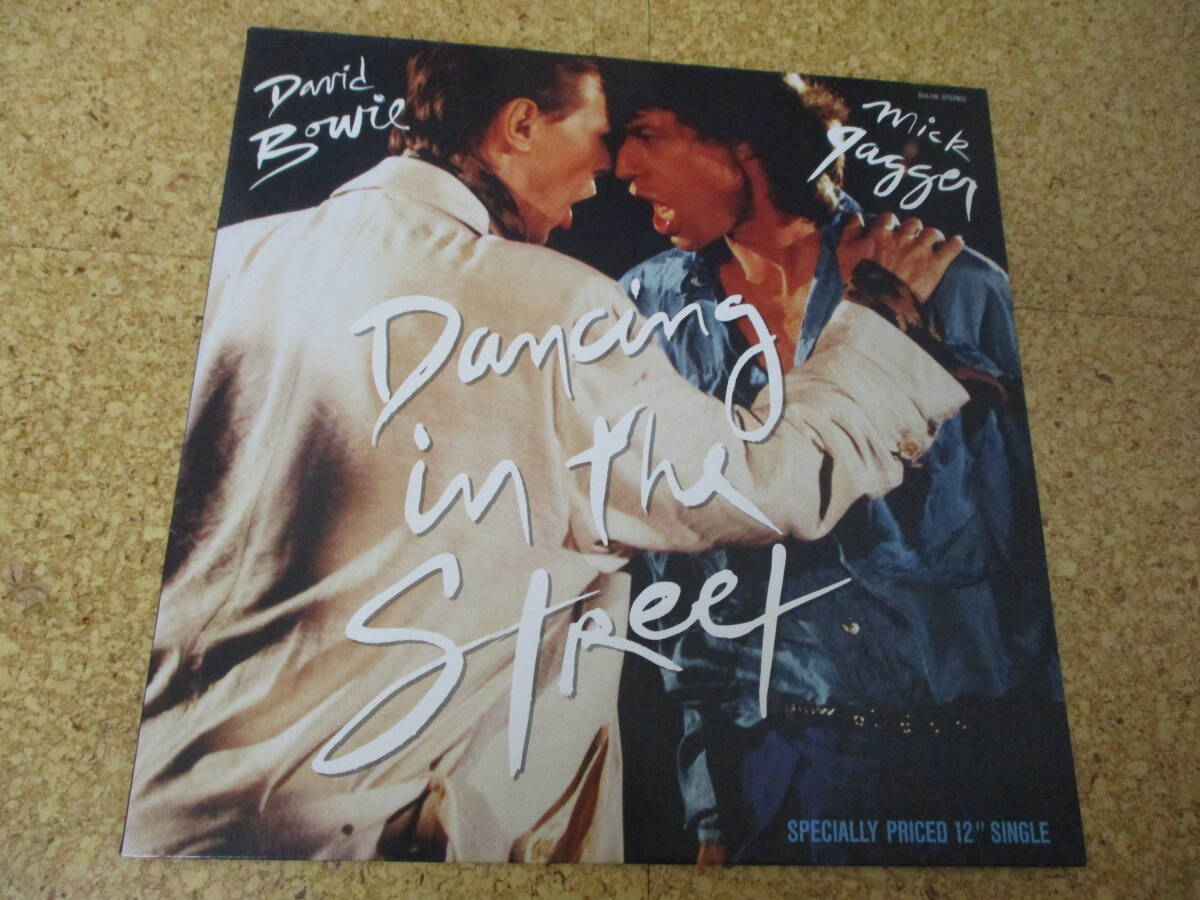 David
Bowie
Mick
Jagger
Dancing
in the
Street
SPECIALLY PRICED 12" SINGLE